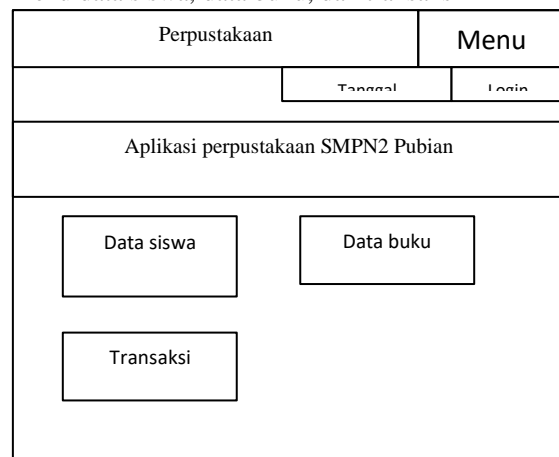 Perpustakaan Menu
Tanggal Login
Aplikasi perpustakaan SMPN2 Pubian
Data siswa Data buku
Transaksi